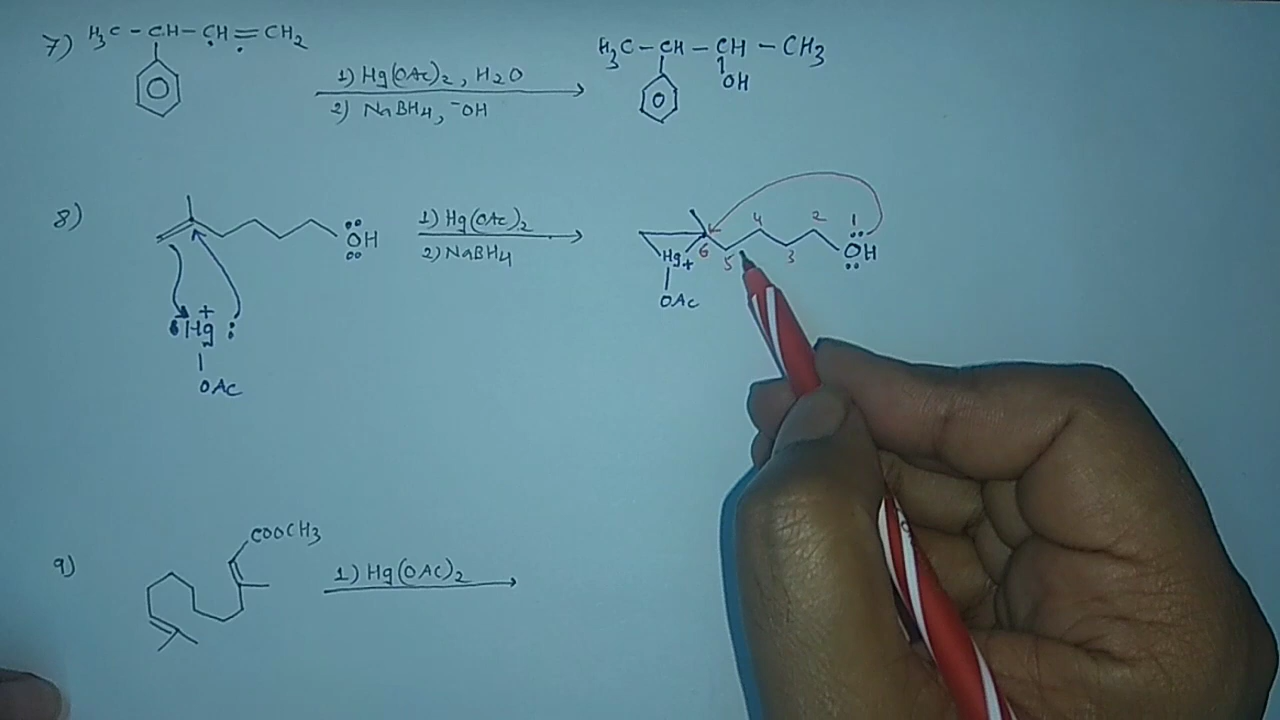 7) H3C – CH – CH = CH2
1) Hg(OAc)2, H2O
2) NaBH4, ⁻OH
H3C – CH – CH – CH3
OH
8)
OH
1) Hg(OAc)2
2) NaBH4
+
Hg
OAc
6 5 4 3 2 1
OH
Hg+
OAc
9)
COOCH3
1) Hg(OAc)2